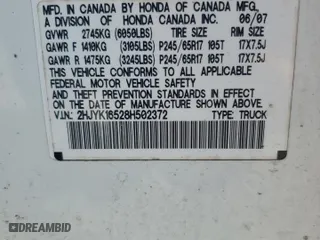 MFD. IN CANADA BY HONDA OF CANADA MFG.,
A DIVISION OF HONDA CANADA INC. 06/07
GVWR 2745KG (6050LBS) TIRE SIZE RIM SIZE
GAWR F 1410KG (3105LBS) P245/65R17 105T 17X7.5J
GAWR R 1475KG (3245LBS) P245/65R17 105T 17X7.5J
THIS VEHICLE CONFORMS TO ALL APPLICABLE
FEDERAL MOTOR VEHICLE SAFETY AND THEFT
PREVENTION STANDARDS IN EFFECT ON THE
DATE OF MANUFACTURE SHOWN ABOVE.
V.I.N.: 2HJYK16528H502372 TYPE: TRUCK
DREAMBID